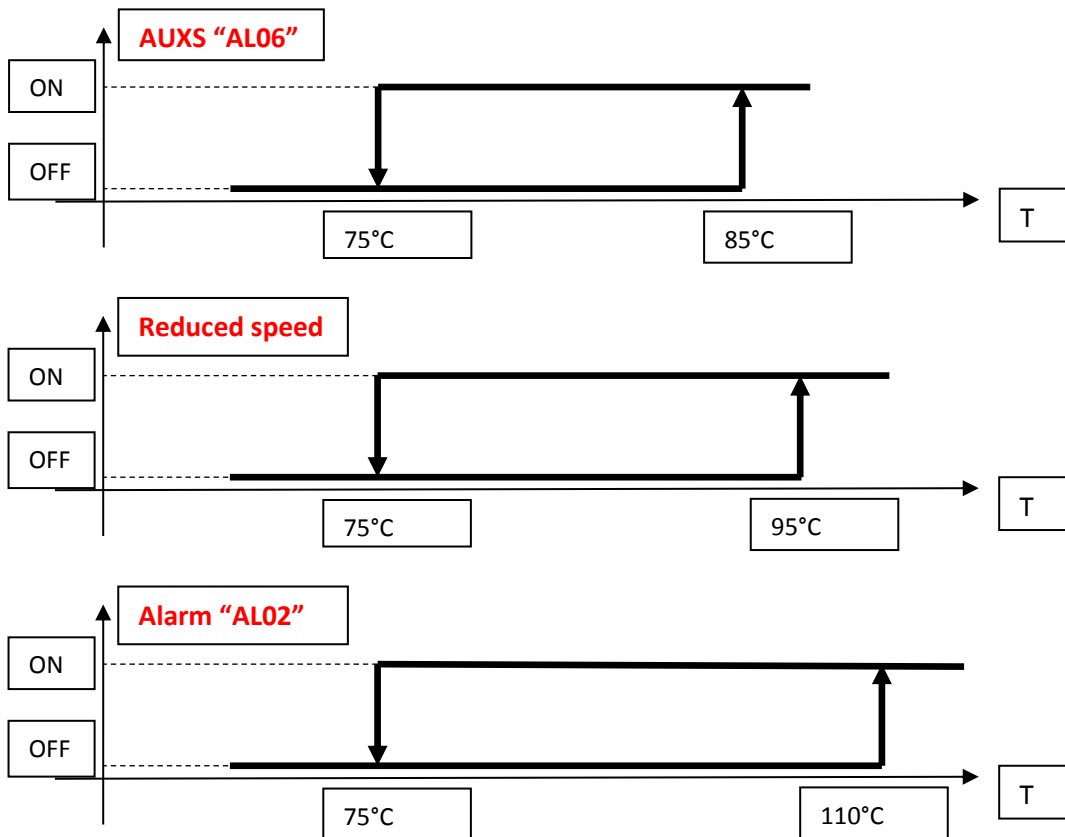 AUXS “AL06”
ON
OFF
T
75°C
85°C
Reduced speed
ON
OFF
T
75°C
95°C
Alarm “AL02”
ON
OFF
T
75°C
110°C